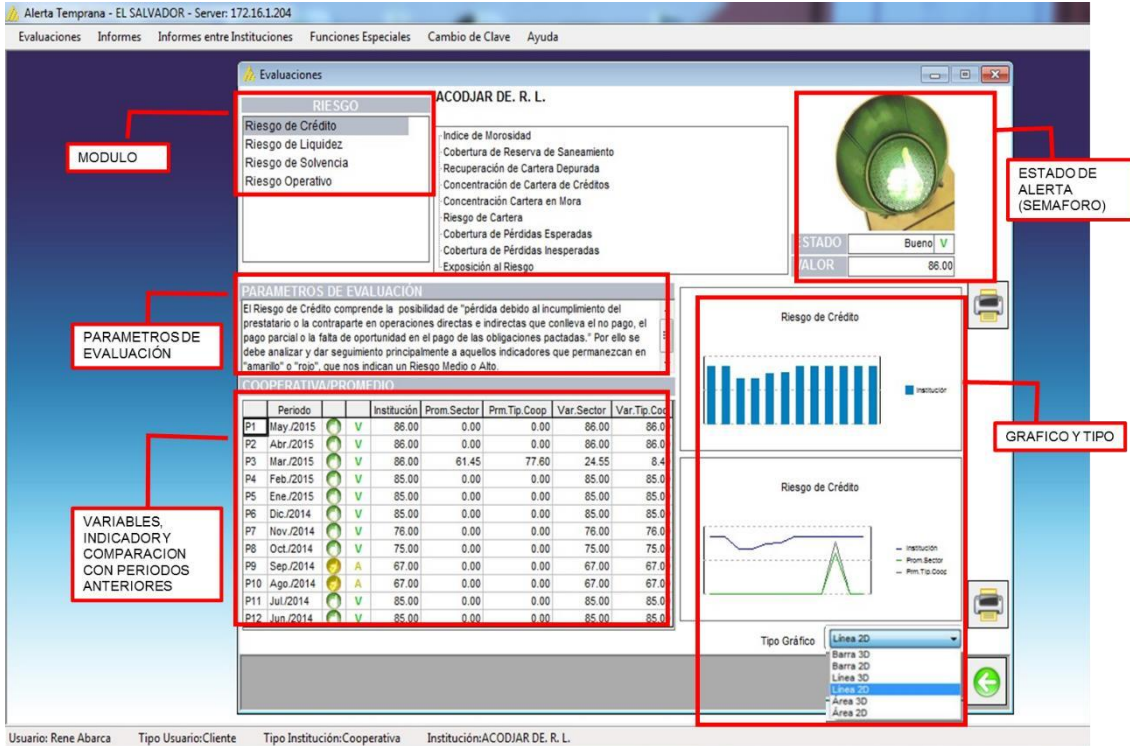 Alerta Temprana - EL SALVADOR - Server: 172.16.1.204
Evaluaciones Informes Informes entre Instituciones Funciones Especiales Cambio de Clave Ayuda
Evaluaciones
RIESGO
Riesgo de Crédito
Riesgo de Liquidez
Riesgo de Solvencia
Riesgo Operativo
MODULO
ACODJAR DE. R. L.
Indice de Morosidad
Cobertura de Reserva de Saneamiento
Recuperación de Cartera Depurada
Concentración de Cartera de Créditos
Concentración Cartera en Mora
Riesgo de Cartera
Cobertura de Pérdidas Esperadas
Cobertura de Pérdidas Inesperadas
Exposición al Riesgo
ESTADO Bueno V
VALOR 86.00
ESTADO DE
ALERTA
(SEMAFORO)
PARAMETROS DE EVALUACIÓN
El Riesgo de Crédito comprende la posibilidad de "pérdida debido al incumplimiento del
prestatario o la contraparte en operaciones directas e indirectas que conlleva el no pago, el
pago parcial o la falta de oportunidad en el pago de las obligaciones pactadas." Por ello se
debe analizar y dar seguimiento principalmente a aquellos indicadores que permanezcan en
"amarillo" o "rojo", que nos indican un Riesgo Medio o Alto.
PARAMETROS DE
EVALUACIÓN
COOPERATIVA/PROMEDIO
Periodo Institución Prom.Sector Prm.Tip.Coop Var.Sector Var.Tip.Coo
P1 May./2015 V 86.00 0.00 0.00 86.00 86.0
P2 Abr./2015 V 86.00 0.00 0.00 86.00 86.0
P3 Mar./2015 V 86.00 61.45 77.60 24.55 8.4
P4 Feb./2015 V 85.00 0.00 0.00 85.00 85.0
P5 Ene./2015 V 85.00 0.00 0.00 85.00 85.0
P6 Dic./2014 V 85.00 0.00 0.00 85.00 85.0
P7 Nov./2014 V 76.00 0.00 0.00 76.00 76.0
P8 Oct./2014 V 75.00 0.00 0.00 75.00 75.0
P9 Sep./2014 A 67.00 0.00 0.00 67.00 67.0
P10 Ago./2014 A 67.00 0.00 0.00 67.00 67.0
P11 Jul./2014 V 85.00 0.00 0.00 85.00 85.0
P12 Jun./2014 V 85.00 0.00 0.00 85.00 85.0
VARIABLES,
INDICADOR Y
COMPARACION
CON PERIODOS
ANTERIORES
Riesgo de Crédito
Institución
GRAFICO Y TIPO
Riesgo de Crédito
Institución
Prom.Sector
Prm.Tip.Cooc
Tipo Gráfico Línea 2D
Barra 3D
Barra 2D
Línea 3D
Línea 2D
Área 3D
Área 2D
Usuario: Rene Abarca Tipo Usuario:Cliente Tipo Institución:Cooperativa Institución:ACODJAR DE. R. L.